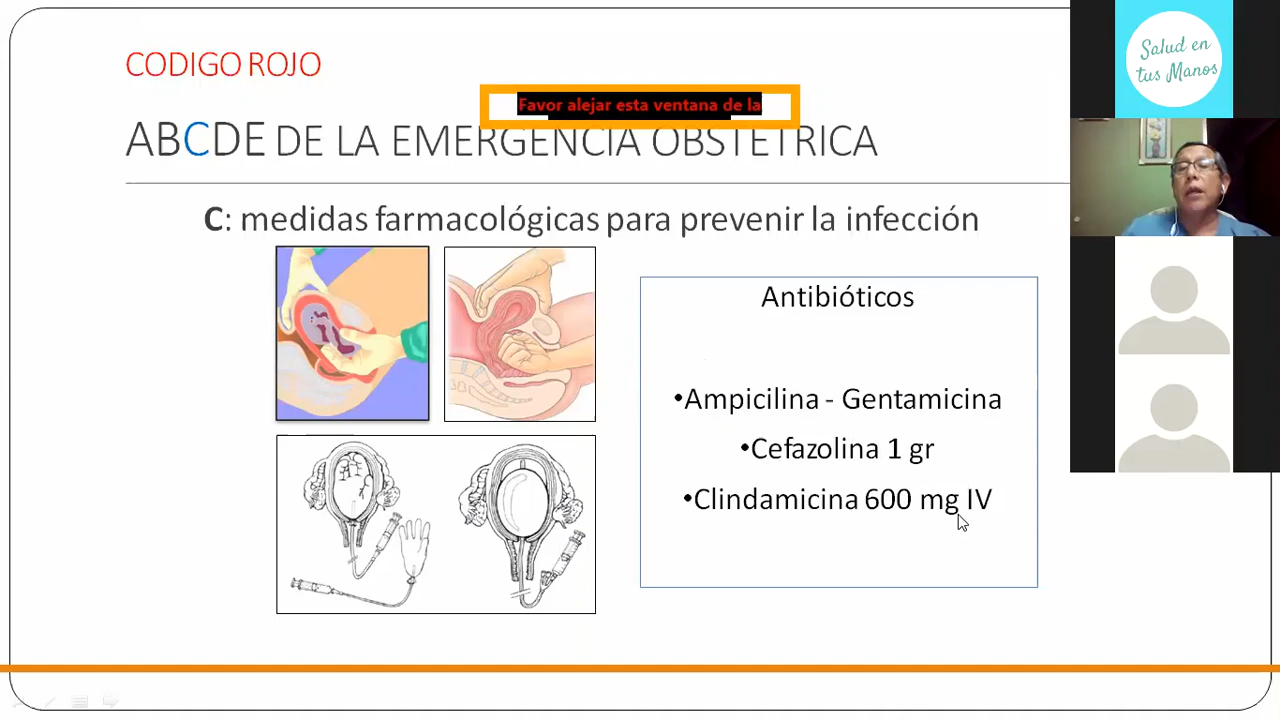 CODIGO ROJO
Favor alejar esta ventana de la
ABCDE DE LA EMERGENCIA OBSTETRICA
C: medidas farmacológicas para prevenir la infección
Antibióticos
•Ampicilina - Gentamicina
•Cefazolina 1 gr
•Clindamicina 600 mg IV
Salud en
tus Manos